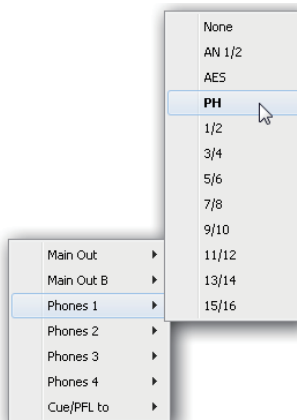 None
AN 1/2
AES
PH
1/2
3/4
5/6
7/8
9/10
11/12
13/14
15/16
Main Out
Main Out B
Phones 1
Phones 2
Phones 3
Phones 4
Cue/PFL to